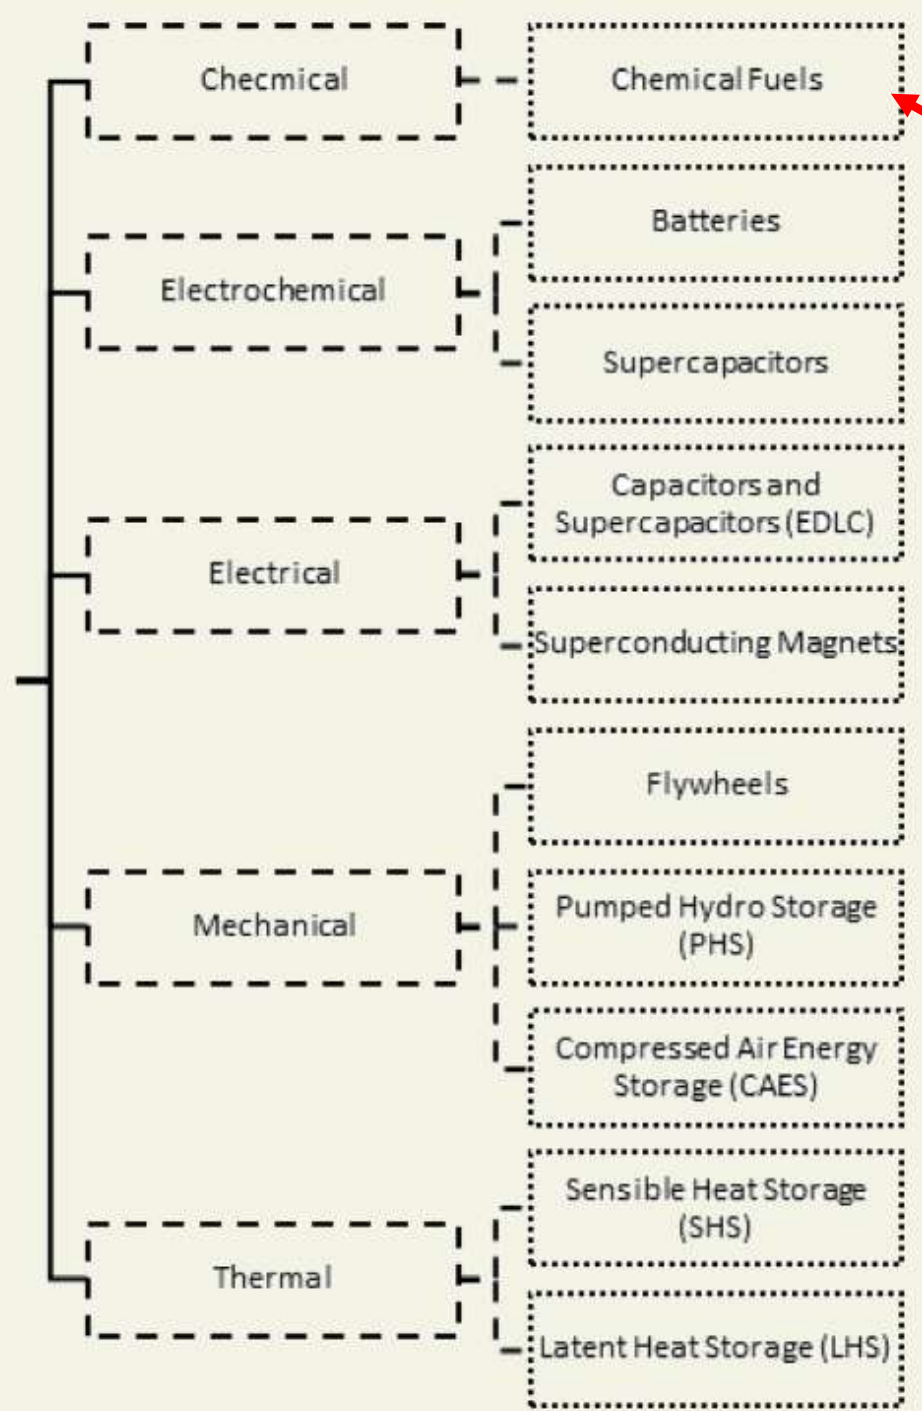 Checmical
Chemical Fuels
Batteries
Electrochemical
Supercapacitors
Capacitors and
Supercapacitors (EDLC)
Electrical
Superconducting Magnets
Flywheels
Mechanical
Pumped Hydro Storage
(PHS)
Compressed Air Energy
Storage (CAES)
Sensible Heat Storage
(SHS)
Thermal
Latent Heat Storage (LHS)